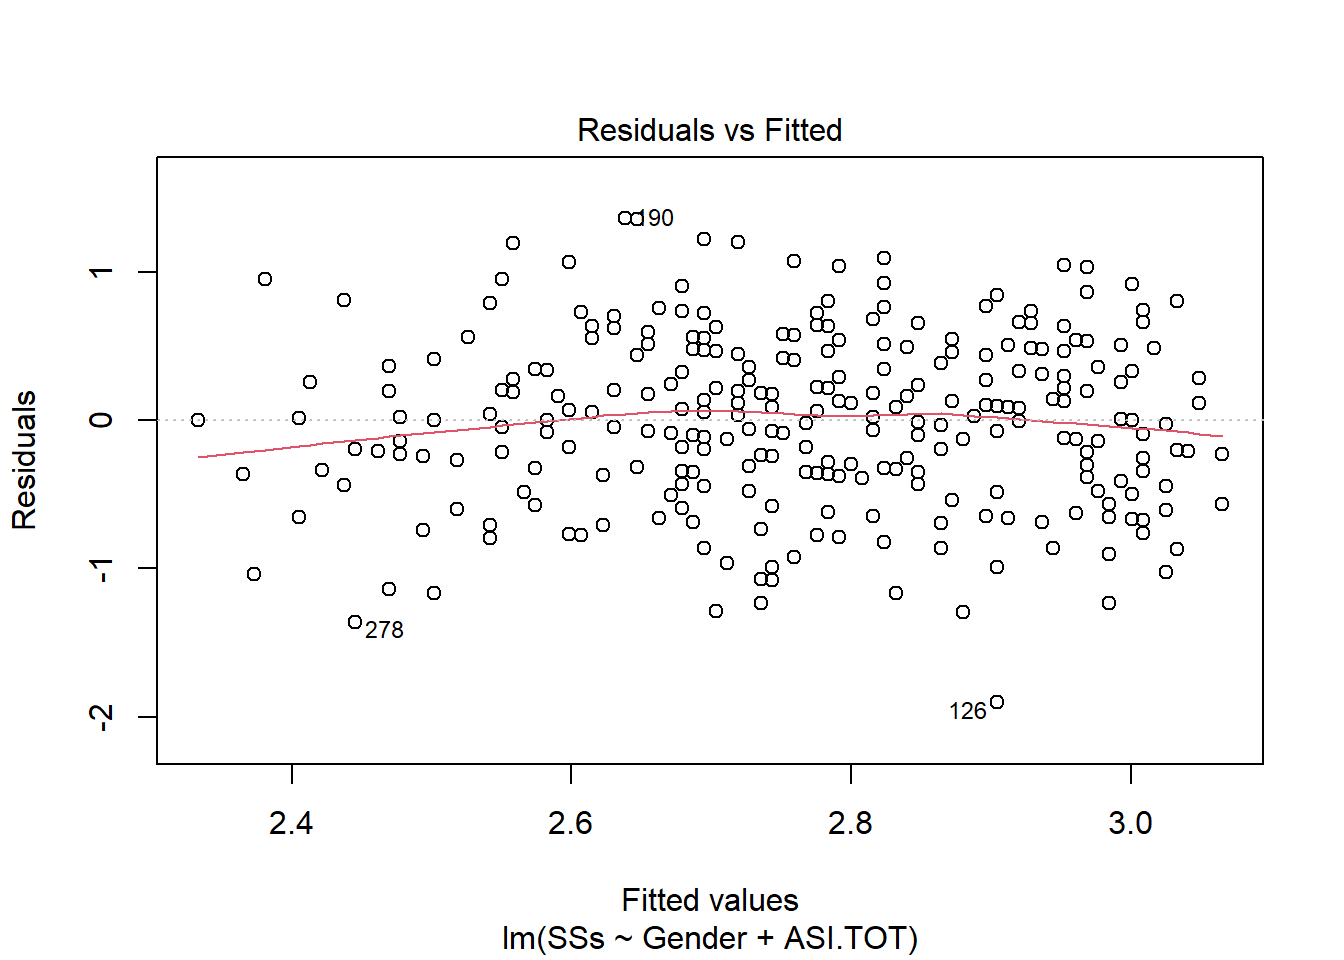 Residuals vs Fitted
Residuals
1
0
-1
-2
190
278
126
2.4 2.6 2.8 3.0
Fitted values
lm(SSs ~ Gender + ASI.TOT)